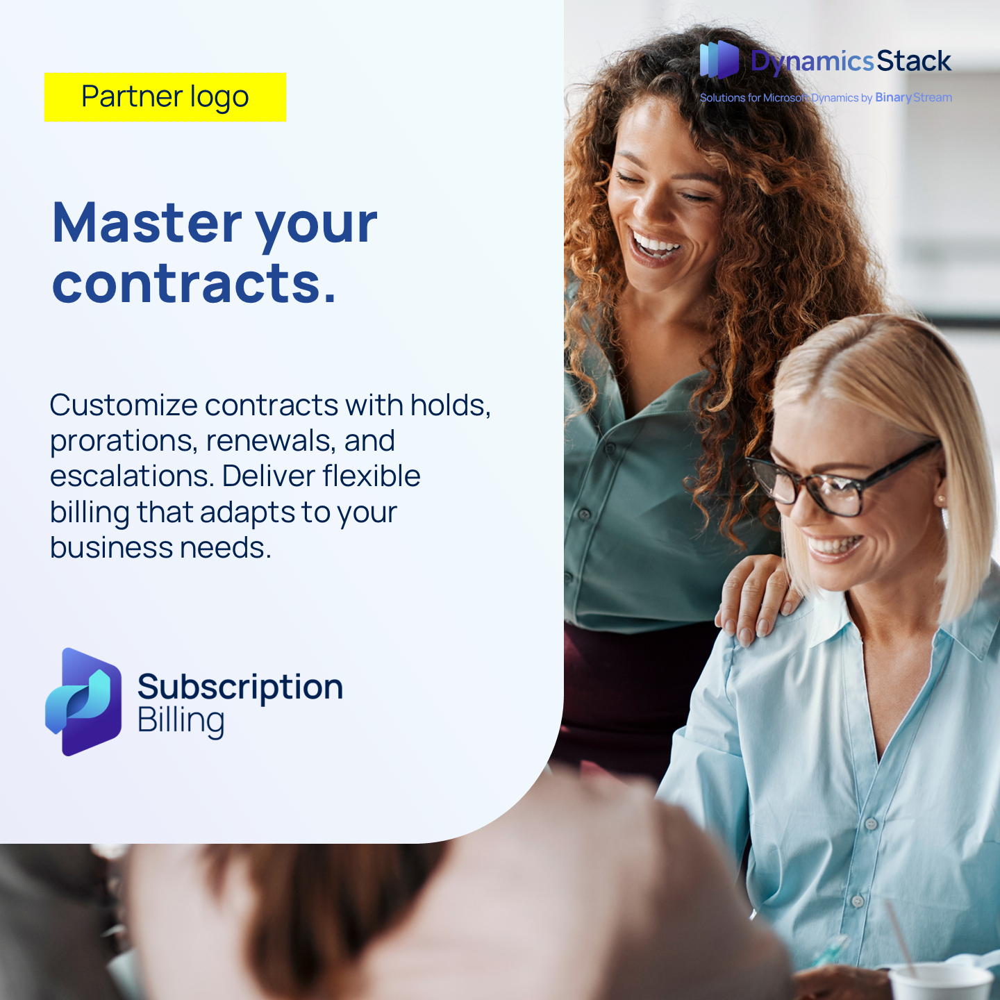 Partner logo
DynamicsStack
Solutions for Microsoft Dynamics by BinaryStream
Master your
contracts.
Customize contracts with holds,
prorations, renewals, and
escalations. Deliver flexible
billing that adapts to your
business needs.
Subscription
Billing